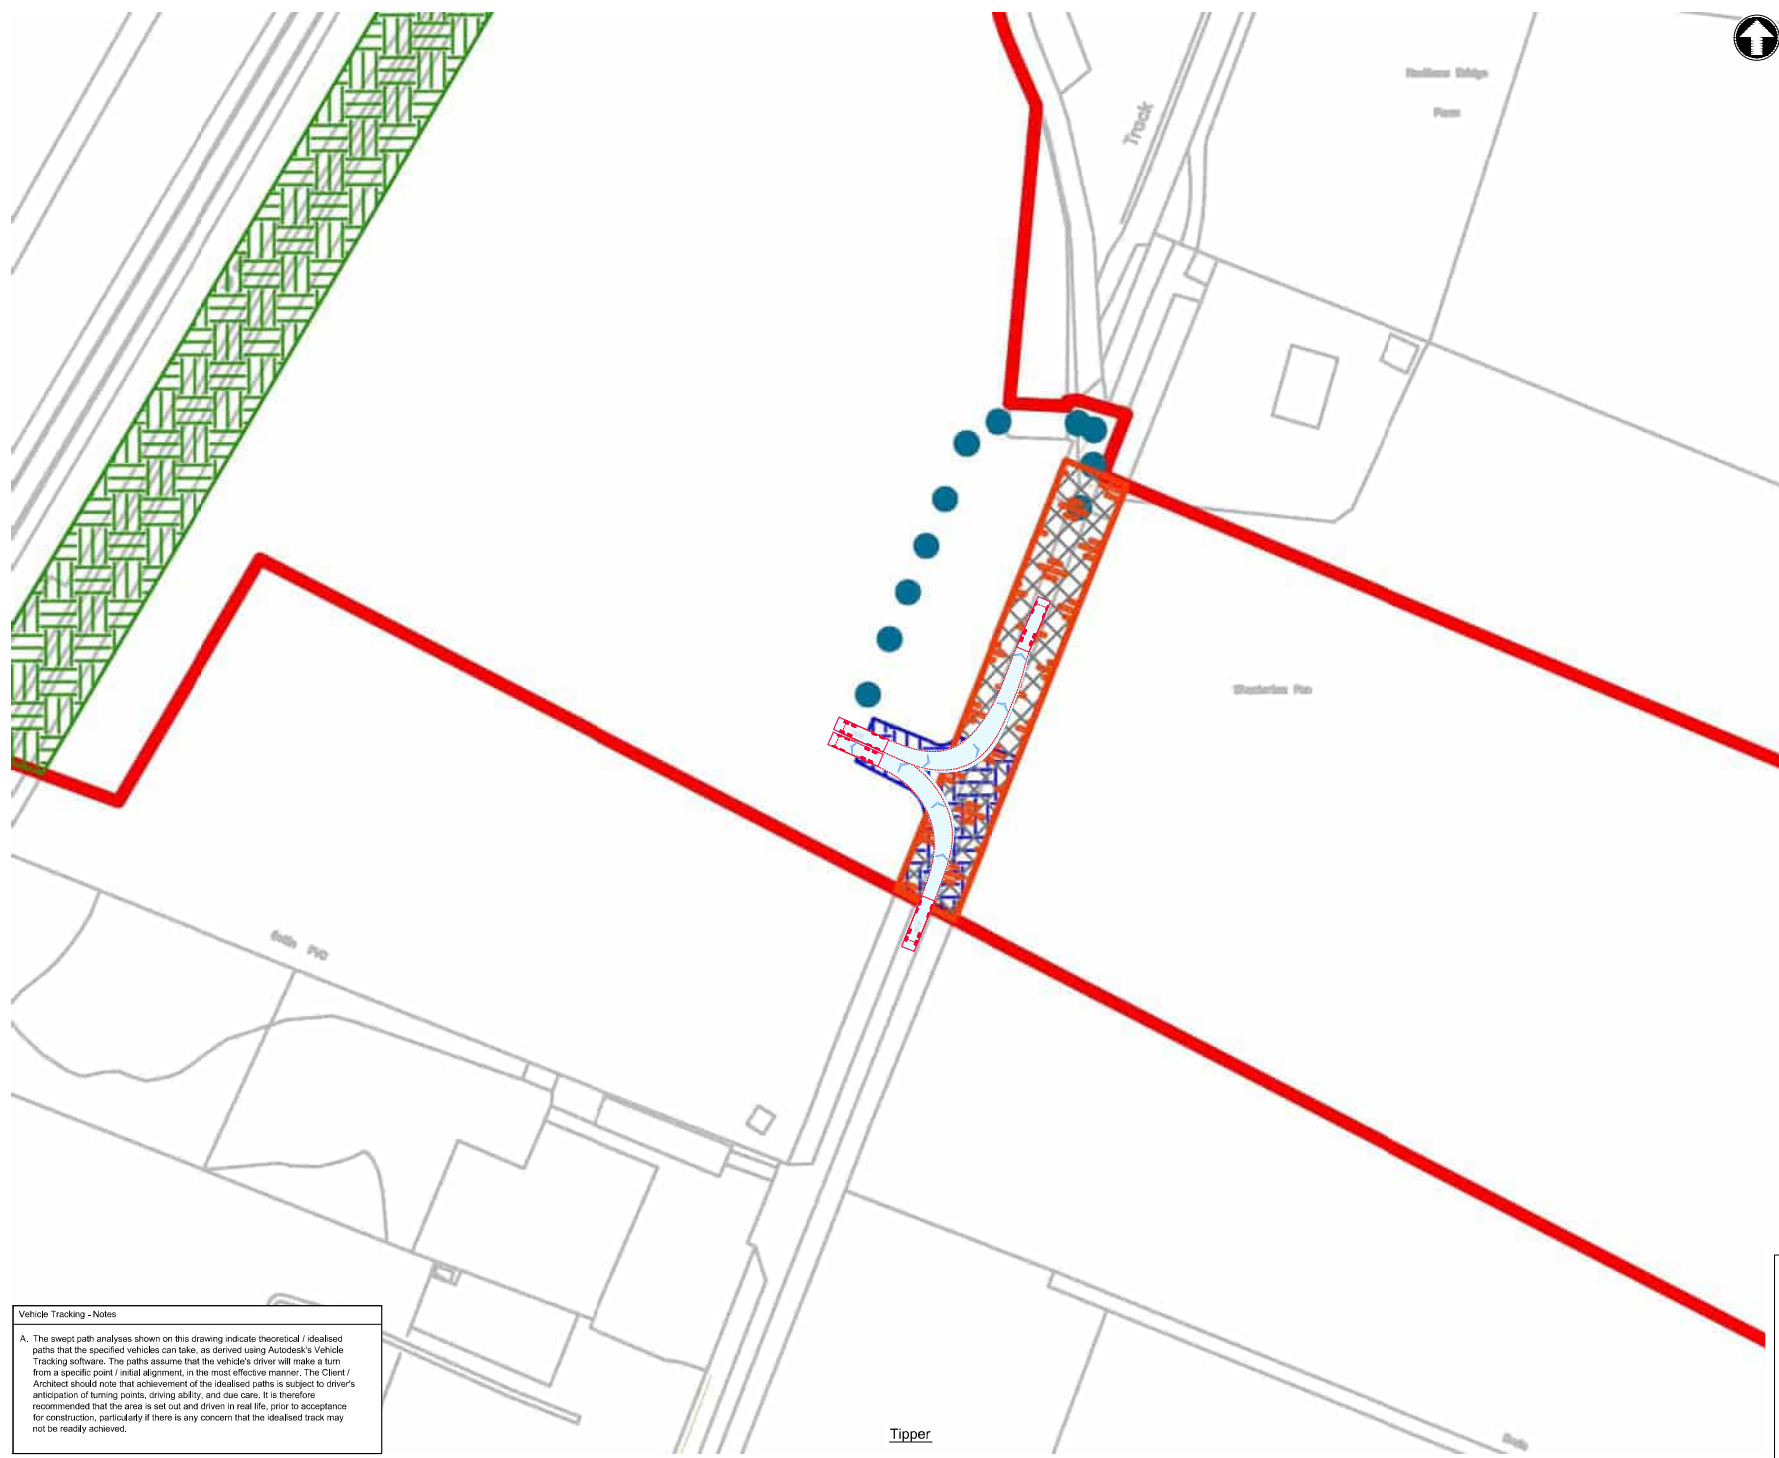 Track
Vehicle Tracking - Notes
A. The swept path analyses shown on this drawing indicate theoretical / idealised
paths that the specified vehicles can take, as derived using Autodesk's Vehicle
Tracking software. The paths assume that the vehicle's driver will make a turn
from a specific point / initial alignment, in the most effective manner. The Client /
Architect should note that achievement of the idealised paths is subject to driver's
anticipation of turning points, driving ability, and due care. It is therefore
recommended that the area is set out and driven in real life, prior to acceptance
for construction, particularly if there is any concern that the idealised track may
not be readily achieved.
Tipper